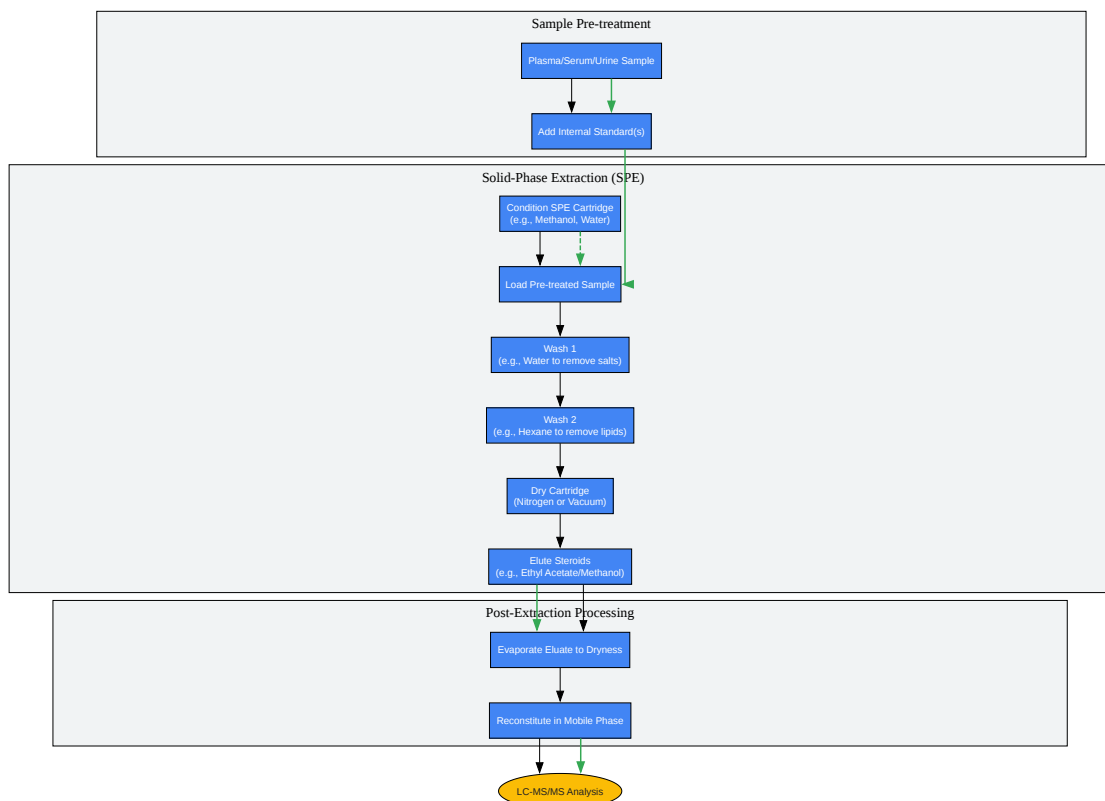 Sample Pre-treatment
Plasma/Serum/Urine Sample
Add Internal Standard(s)
Solid-Phase Extraction (SPE)
Condition SPE Cartridge
(e.g., Methanol, Water)
Load Pre-treated Sample
Wash 1
(e.g., Water to remove salts)
Wash 2
(e.g., Hexane to remove lipids)
Dry Cartridge
(Nitrogen or Vacuum)
Elute Steroids
(e.g., Ethyl Acetate/Methanol)
Post-Extraction Processing
Evaporate Eluate to Dryness
Reconstitute in Mobile Phase
LC-MS/MS Analysis